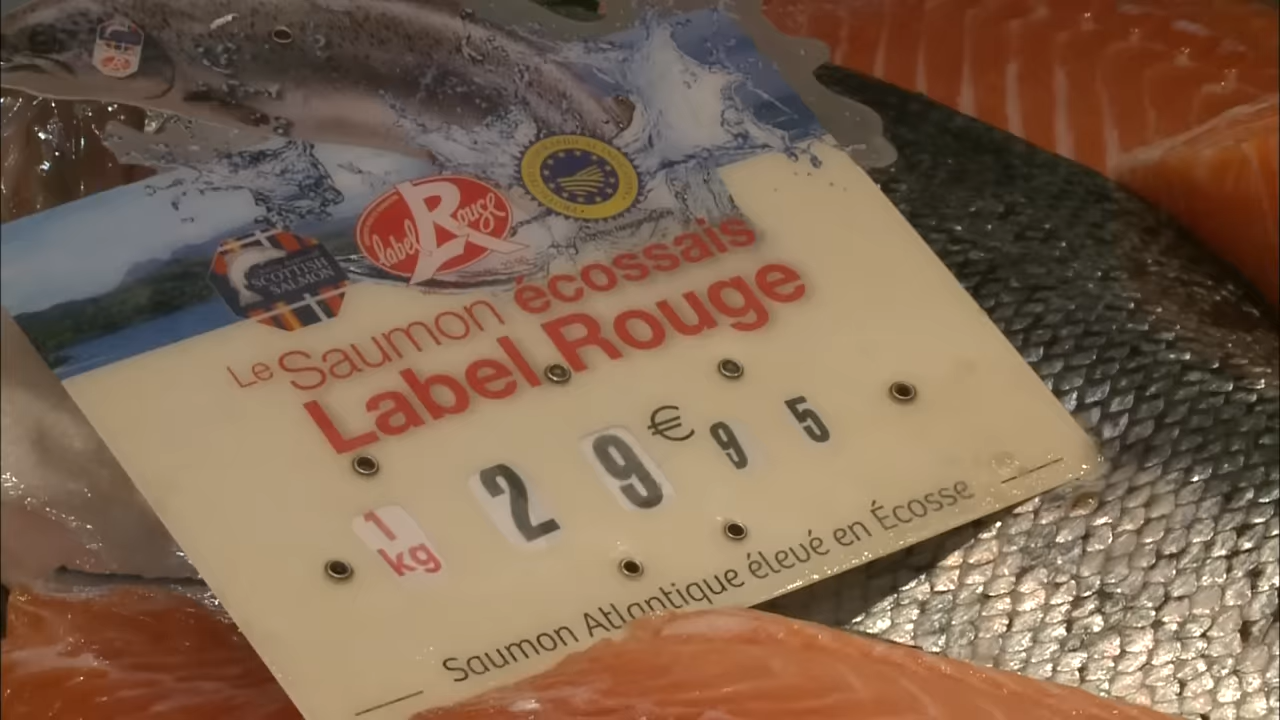 label Rouge
SCOTTISH
SALMON
Le Saumon écossais
Label Rouge
1 kg
29€95
Saumon Atlantique élevé en Écosse